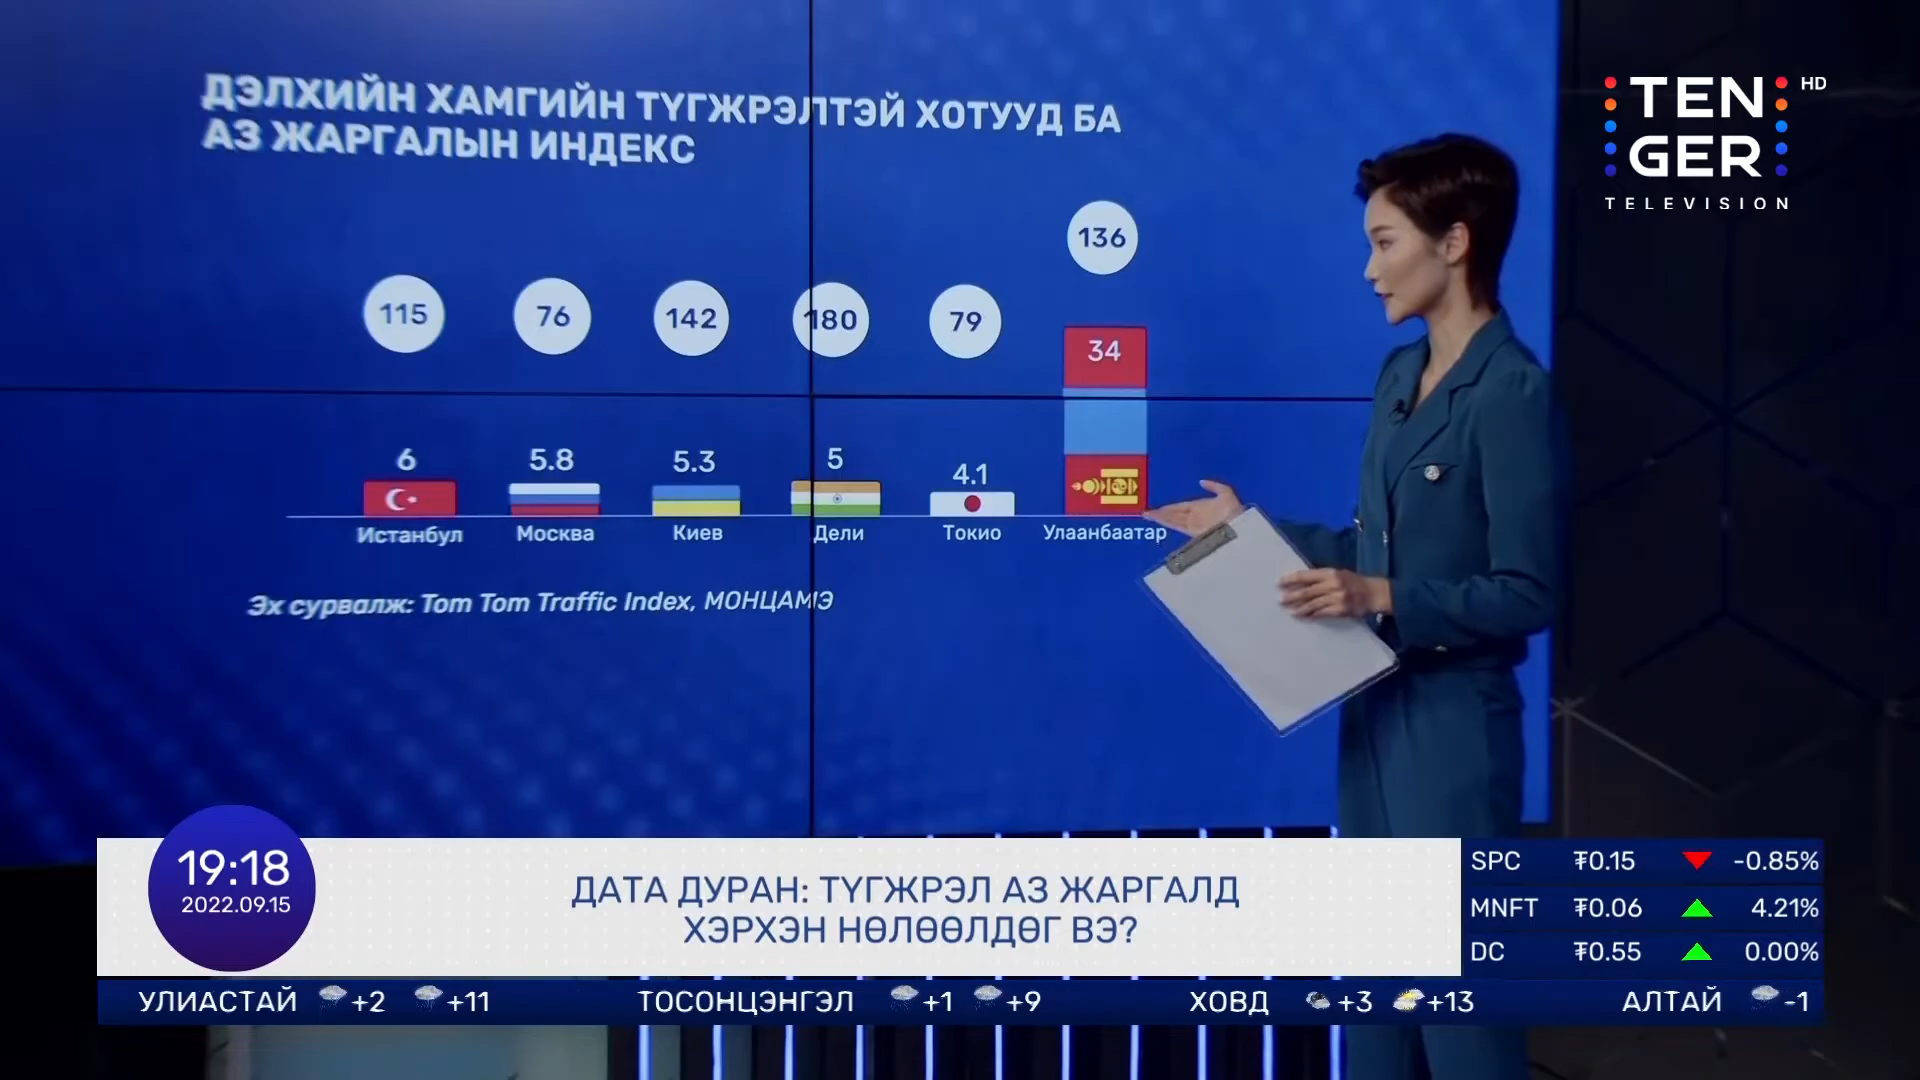 ДЭЛХИЙН ХАМГИЙН ТҮГЖРЭЛТЭЙ ХОТУУД БА
АЗ ЖАРГАЛЫН ИНДЕКС
TEN HD
GER
TELEVISION
136
115 76 142 180 79
34
6 5.8 5.3 5 4.1
Истанбул Москва Киев Дели Токио Улаанбаатар
Эх сурвалж: Tom Tom Traffic Index, МОНЦАМЭ
19:18
2022.09.15
ДАТА ДУРАН: ТҮГЖРЭЛ АЗ ЖАРГАЛД
ХЭРХЭН НӨЛӨӨЛДӨГ ВЭ?
SPC ₮0.15 -0.85%
MNFT ₮0.06 4.21%
DC ₮0.55 0.00%
УЛИАСТАЙ +2 +11 ТОСОНЦЭНГЭЛ +1 +9 ХОВД +3 +13 АЛТАЙ -1